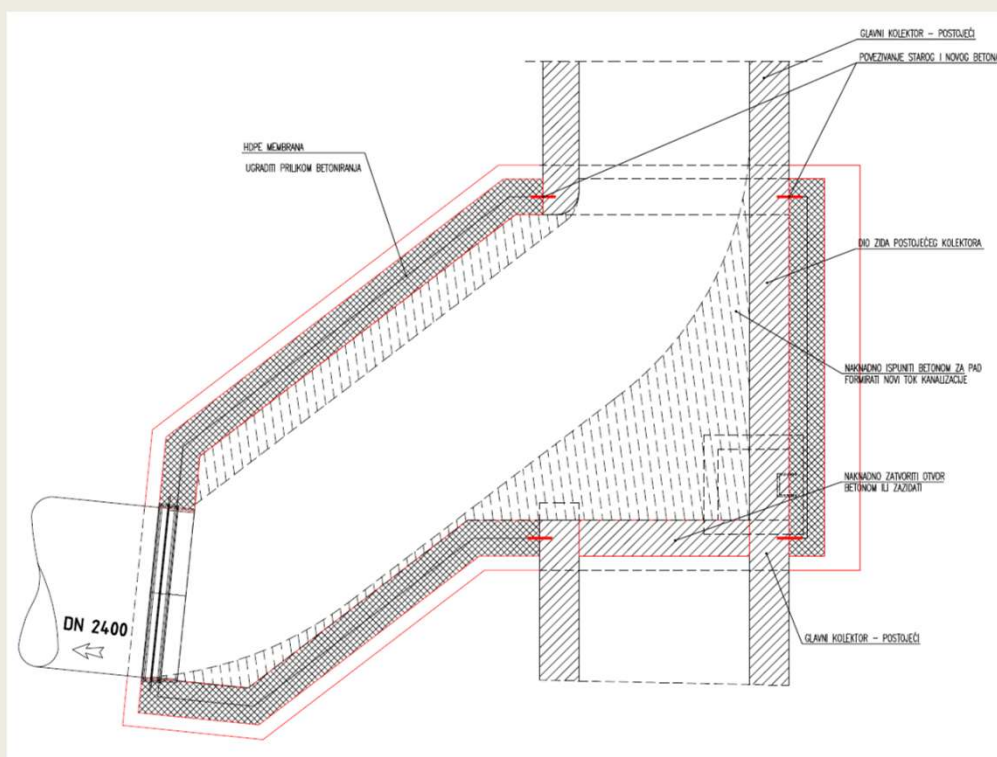 GLAVNI KOLEKTOR – POSTOJEĆI
POVEZIVANJE STAROG I NOVOG BETONA
HDPE MEMBRANA
UGRADITI PRILIKOM BETONIRANJA
DIO ZIDA POSTOJEĆEG KOLEKTORA
NAKNADNO ISPUNITI BETONOM ZA PAD
FORMIRATI NOVI TOK KANALIZACIJE
NAKNADNO ZATVORITI OTVOR
BETONOM ILI ZAZIDATI
DN 2400
GLAVNI KOLEKTOR – POSTOJEĆI